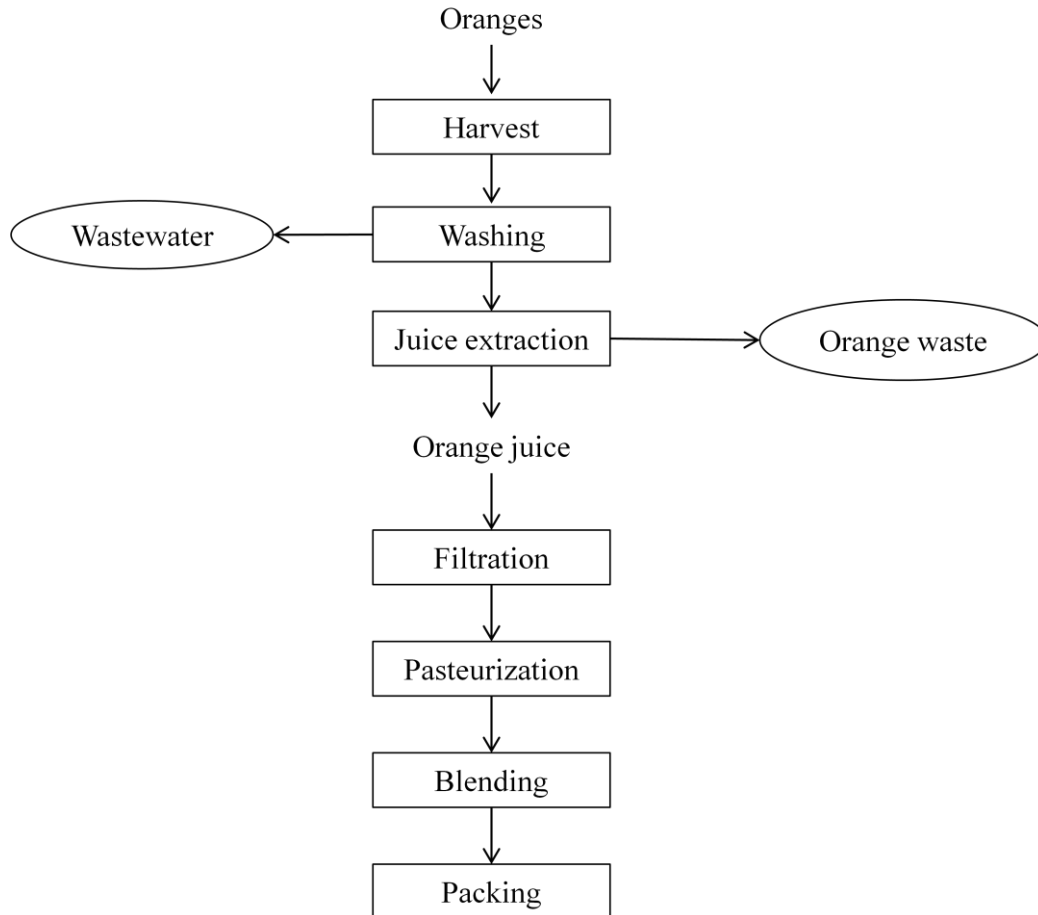 Oranges
Harvest
Wastewater
Washing
Juice extraction
Orange waste
Orange juice
Filtration
Pasteurization
Blending
Packing